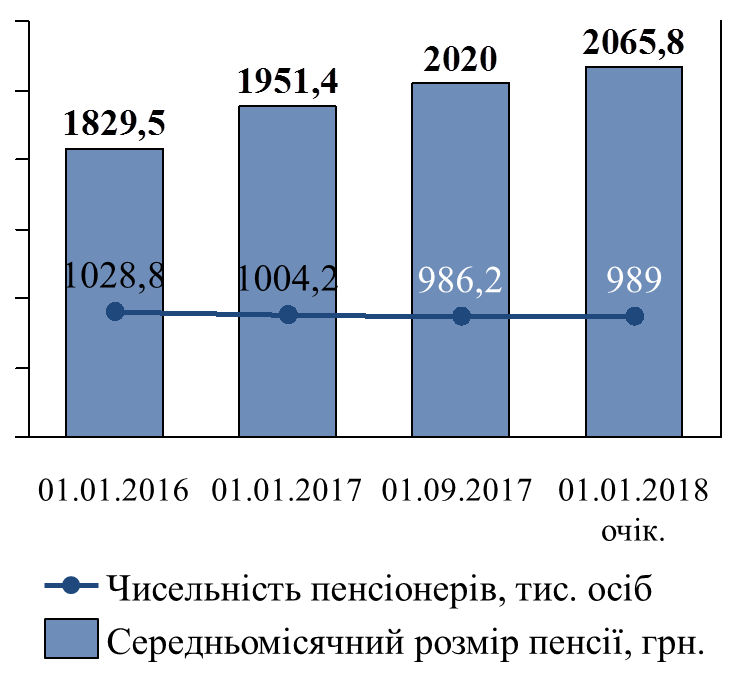 2065,8
2020
1951,4
1829,5
1028,8 1004,2 986,2 989
01.01.2016 01.01.2017 01.09.2017 01.01.2018
очік.
Чисельність пенсіонерів, тис. осіб
Середньомісячний розмір пенсії, грн.